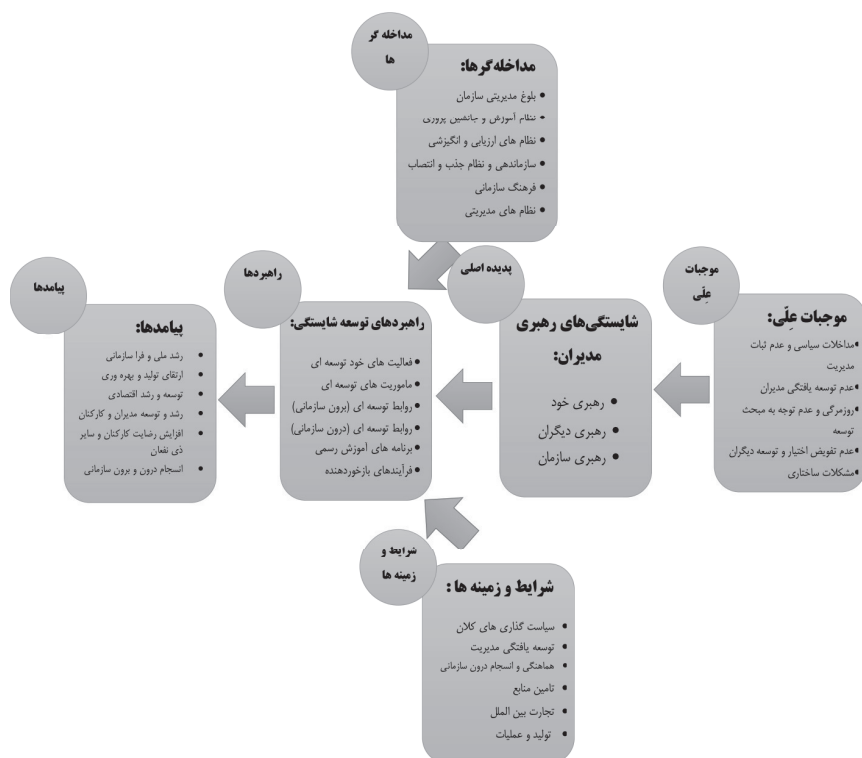 مداخله گر
ها
مداخله‌گرها:
• بلوغ مدیریتی سازمان
• نظام آموزش و جانشین پروری
• نظام های ارزیابی و انگیزشی
• سازماندهی و نظام جذب و انتصاب
• فرهنگ سازمانی
• نظام های مدیریتی
موجبات
عِلّی
موجبات عِلّی:
•مداخلات سیاسی و عدم ثبات
مدیریت
•عدم توسعه یافتگی مدیران
•روزمرگی و عدم توجه به مبحث
توسعه
•عدم تفویض اختیار و توسعه دیگران
•مشکلات ساختاری
پدیده اصلی
شایستگی‌های رهبری
مدیران:
• رهبری خود
• رهبری دیگران
• رهبری سازمان
راهبردها
راهبردهای توسعه شایستگی:
• فعالیت های خود توسعه ای
• ماموریت های توسعه ای
• روابط توسعه ای (برون سازمانی)
• روابط توسعه ای (درون سازمانی)
• برنامه های آموزش رسمی
• فرآیندهای بازخوردهنده
پیامدها
پیامدها:
• رشد ملی و فرا سازمانی
• ارتقای تولید و بهره وری
• توسعه و رشد اقتصادی
• رشد و توسعه مدیران و کارکنان
• افزایش رضایت کارکنان و سایر
ذی نفعان
• انسجام درون و برون سازمانی
شرایط و
زمینه ها
شرایط و زمینه ها :
• سیاست گذاری های کلان
• توسعه یافتگی مدیریت
• هماهنگی و انسجام درون سازمانی
• تامین منابع
• تجارت بین الملل
• تولید و عملیات